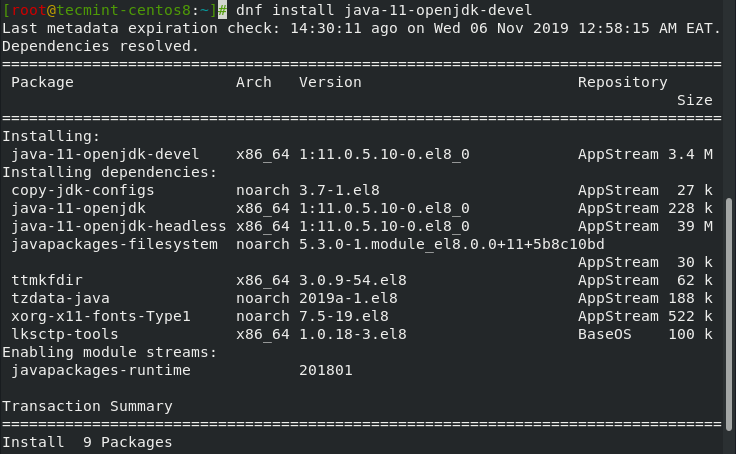 [root@tecmint-centos8:~]# dnf install java-11-openjdk-devel
Last metadata expiration check: 14:30:11 ago on Wed 06 Nov 2019 12:58:15 AM EAT.
Dependencies resolved.
================================================================================
 Package                  Arch   Version                        Repository
                                                                           Size
================================================================================
Installing:
 java-11-openjdk-devel    x86_64 1:11.0.5.10-0.el8_0            AppStream 3.4 M
Installing dependencies:
 copy-jdk-configs         noarch 3.7-1.el8                      AppStream  27 k
 java-11-openjdk          x86_64 1:11.0.5.10-0.el8_0            AppStream 228 k
 java-11-openjdk-headless x86_64 1:11.0.5.10-0.el8_0            AppStream  39 M
 javapackages-filesystem  noarch 5.3.0-1.module_el8.0.0+11+5b8c10bd
                                                                AppStream  30 k
 ttmkfdir                 x86_64 3.0.9-54.el8                   AppStream  62 k
 tzdata-java              noarch 2019a-1.el8                    AppStream 188 k
 xorg-x11-fonts-Type1     noarch 7.5-19.el8                     AppStream 522 k
 lksctp-tools             x86_64 1.0.18-3.el8                   BaseOS    100 k
Enabling module streams:
 javapackages-runtime            201801

Transaction Summary
================================================================================
Install  9 Packages